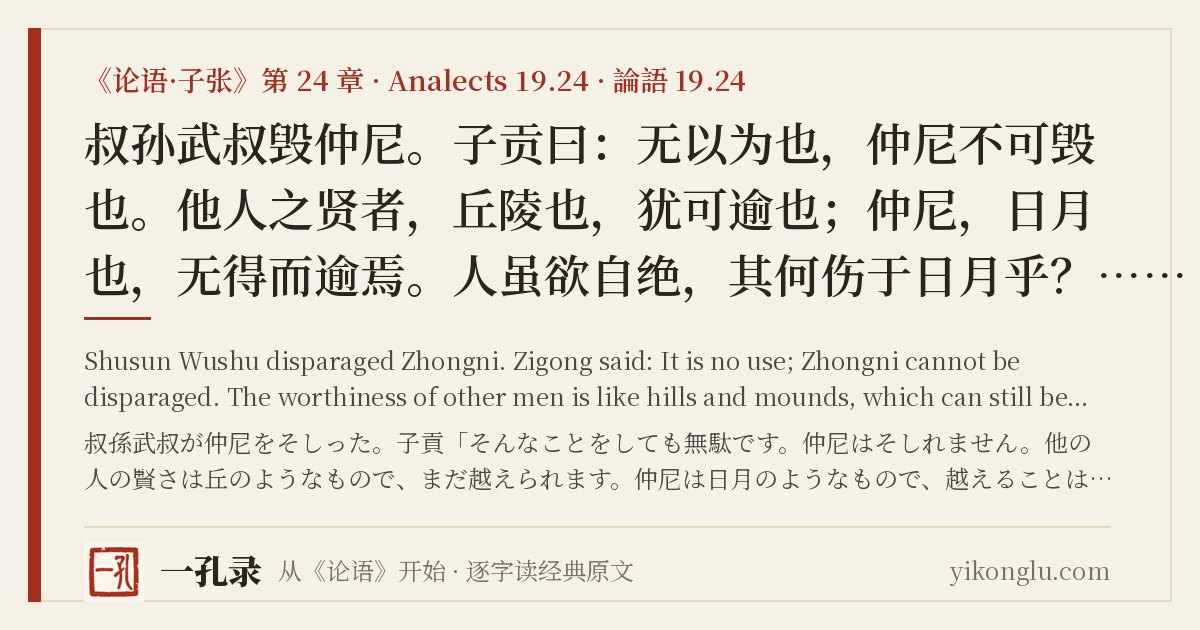 《论语·子张》第 24 章 · Analects 19.24 · 論語 19.24
叔孙武叔毁仲尼。子贡曰：无以为也，仲尼不可毁
也。他人之贤者，丘陵也，犹可逾也；仲尼，日月
也，无得而逾焉。人虽欲自绝，其何伤于日月乎？……
Shusun Wushu disparaged Zhongni. Zigong said: It is no use; Zhongni cannot be
disparaged. The worthiness of other men is like hills and mounds, which can still be...
叔孫武叔が仲尼をそしった。子貢「そんなことをしても無駄です。仲尼はそしれません。他の
人の賢さは丘のようなもので、まだ越えられます。仲尼は日月のようなもので、越えることは…
一孔
一孔录 从《论语》开始 · 逐字读经典原文 yikonglu.com